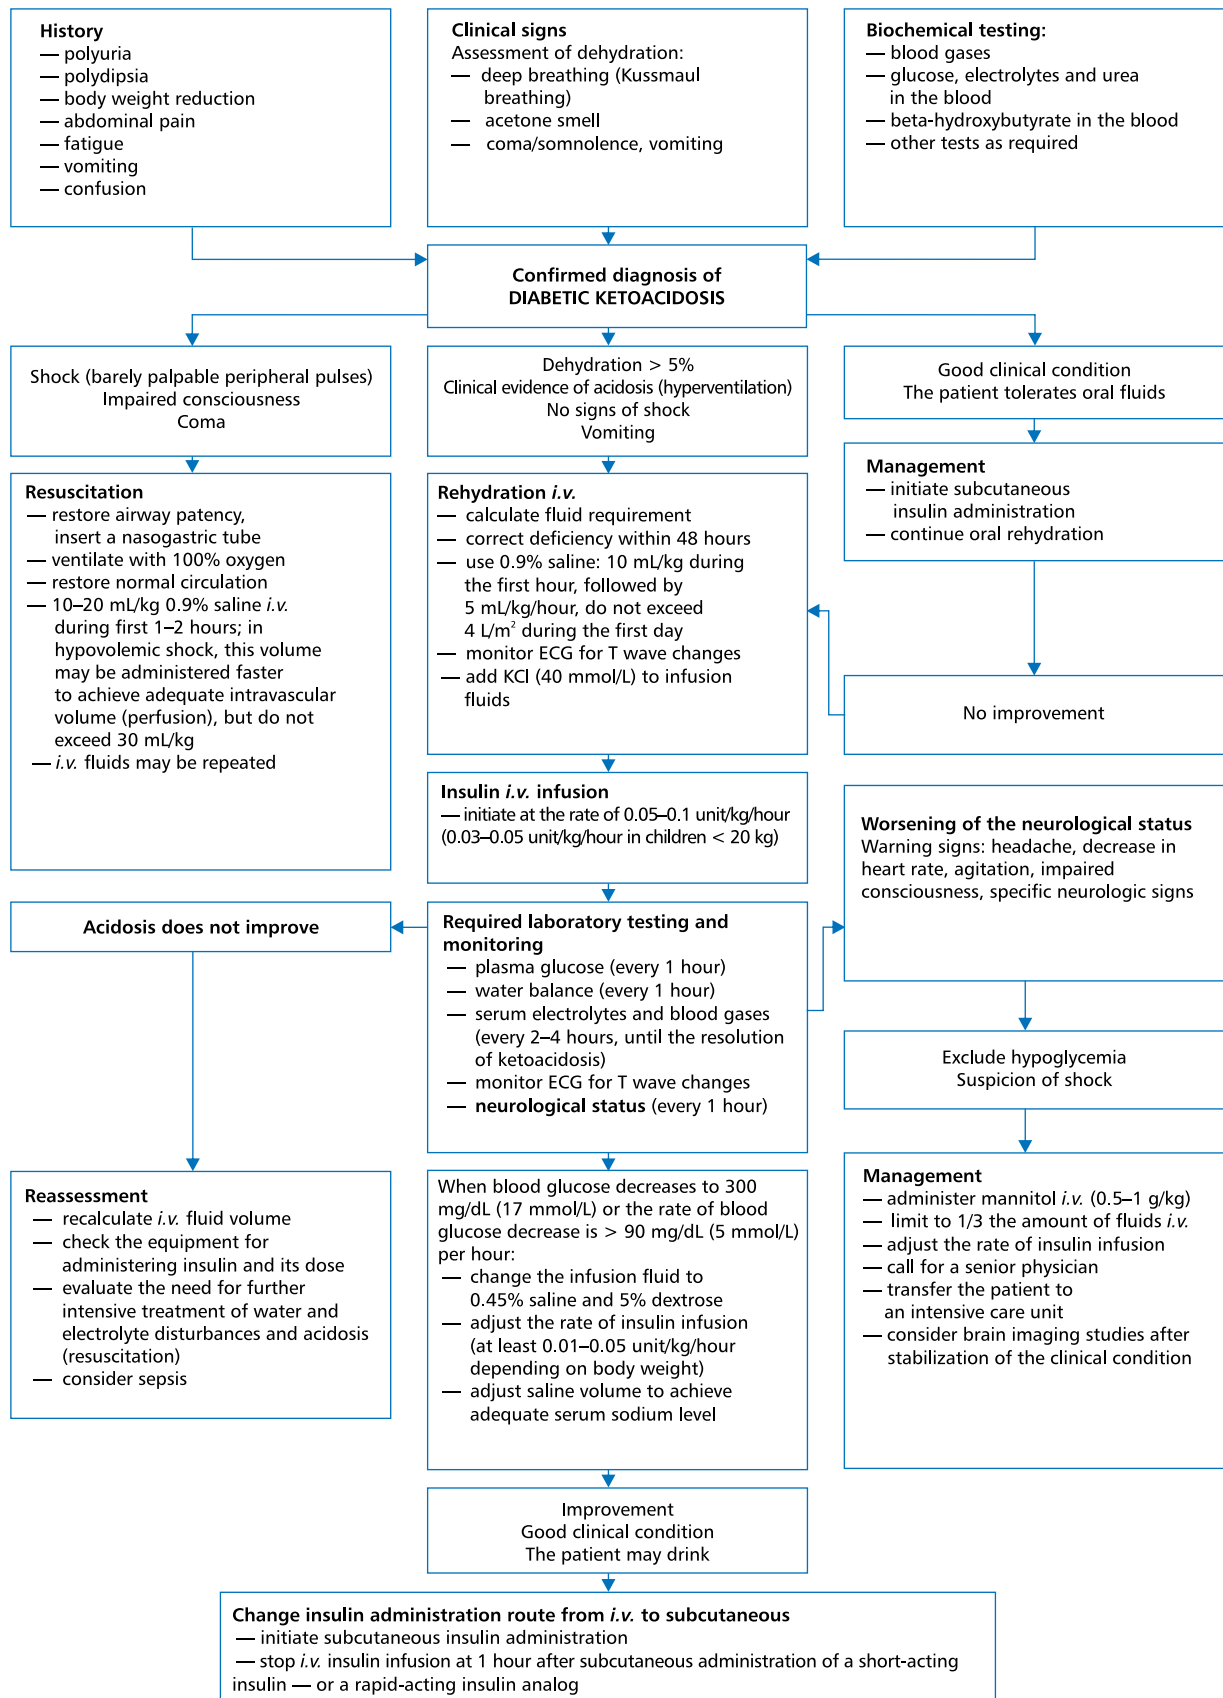 History
— polyuria
— polydipsia
— body weight reduction
— abdominal pain
— fatigue
— vomiting
— confusion
Clinical signs
Assessment of dehydration:
— deep breathing (Kussmaul
breathing)
— acetone smell
— coma/somnolence, vomiting
Biochemical testing:
— blood gases
— glucose, electrolytes and urea
in the blood
— beta-hydroxybutyrate in the blood
— other tests as required
Confirmed diagnosis of
DIABETIC KETOACIDOSIS
Shock (barely palpable peripheral pulses)
Impaired consciousness
Coma
Dehydration > 5%
Clinical evidence of acidosis (hyperventilation)
No signs of shock
Vomiting
Good clinical condition
The patient tolerates oral fluids
Resuscitation
— restore airway patency,
insert a nasogastric tube
— ventilate with 100% oxygen
— restore normal circulation
— 10–20 mL/kg 0.9% saline i.v.
during first 1–2 hours; in
hypovolemic shock, this volume
may be administered faster
to achieve adequate intravascular
volume (perfusion), but do not
exceed 30 mL/kg
— i.v. fluids may be repeated
Rehydration i.v.
— calculate fluid requirement
— correct deficiency within 48 hours
— use 0.9% saline: 10 mL/kg during
the first hour, followed by
5 mL/kg/hour, do not exceed
4 L/m² during the first day
— monitor ECG for T wave changes
— add KCl (40 mmol/L) to infusion
fluids
Management
— initiate subcutaneous
insulin administration
— continue oral rehydration
No improvement
Insulin i.v. infusion
— initiate at the rate of 0.05–0.1 unit/kg/hour
(0.03–0.05 unit/kg/hour in children < 20 kg)
Worsening of the neurological status
Warning signs: headache, decrease in
heart rate, agitation, impaired
consciousness, specific neurologic signs
Acidosis does not improve
Required laboratory testing and
monitoring
— plasma glucose (every 1 hour)
— water balance (every 1 hour)
— serum electrolytes and blood gases
(every 2–4 hours, until the resolution
of ketoacidosis)
— monitor ECG for T wave changes
— neurological status (every 1 hour)
Exclude hypoglycemia
Suspicion of shock
Reassessment
— recalculate i.v. fluid volume
— check the equipment for
administering insulin and its dose
— evaluate the need for further
intensive treatment of water and
electrolyte disturbances and acidosis
(resuscitation)
— consider sepsis
When blood glucose decreases to 300
mg/dL (17 mmol/L) or the rate of blood
glucose decrease is > 90 mg/dL (5 mmol/L)
per hour:
— change the infusion fluid to
0.45% saline and 5% dextrose
— adjust the rate of insulin infusion
(at least 0.01–0.05 unit/kg/hour
depending on body weight)
— adjust saline volume to achieve
adequate serum sodium level
Management
— administer mannitol i.v. (0.5–1 g/kg)
— limit to 1/3 the amount of fluids i.v.
— adjust the rate of insulin infusion
— call for a senior physician
— transfer the patient to
an intensive care unit
— consider brain imaging studies after
stabilization of the clinical condition
Improvement
Good clinical condition
The patient may drink
Change insulin administration route from i.v. to subcutaneous
— initiate subcutaneous insulin administration
— stop i.v. insulin infusion at 1 hour after subcutaneous administration of a short-acting
insulin — or a rapid-acting insulin analog